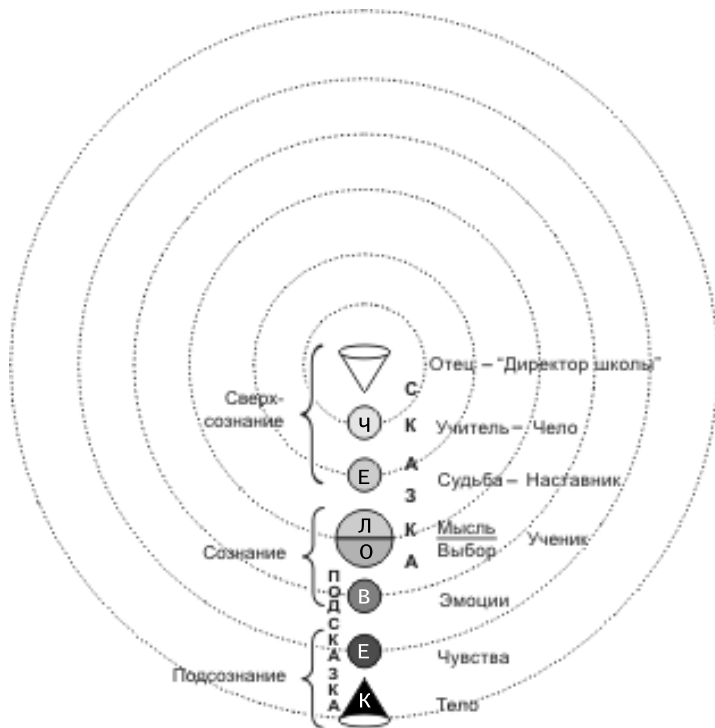 Отец – “Директор школы”
Сверх-
сознание
С
К
А
З
К
А
Ч
Учитель – Чело
Е
Судьба – Наставник
Л
О
Мысль
Выбор
Ученик
Сознание
В
Эмоции
П
О
Д
С
К
А
З
К
А
Е
Чувства
Подсознание
К
Тело